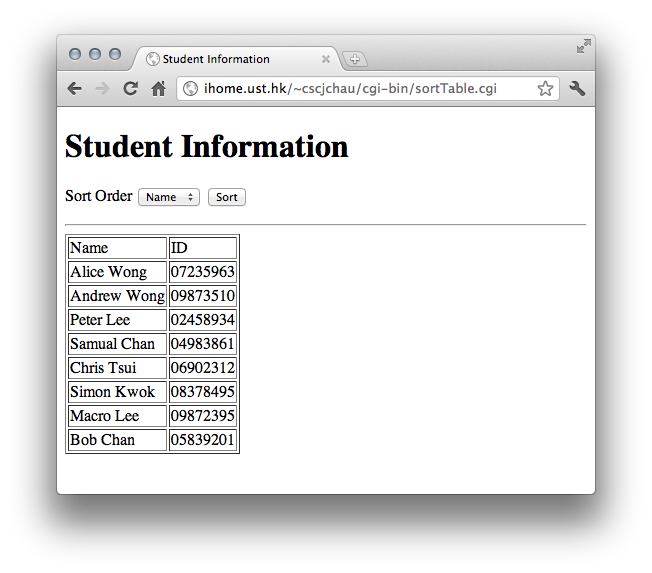 Student Information
ihome.ust.hk/~cscjchau/cgi-bin/sortTable.cgi
Student Information
Sort Order Name Sort
Name ID
Alice Wong 07235963
Andrew Wong 09873510
Peter Lee 02458934
Samual Chan 04983861
Chris Tsui 06902312
Simon Kwok 08378495
Macro Lee 09872395
Bob Chan 05839201